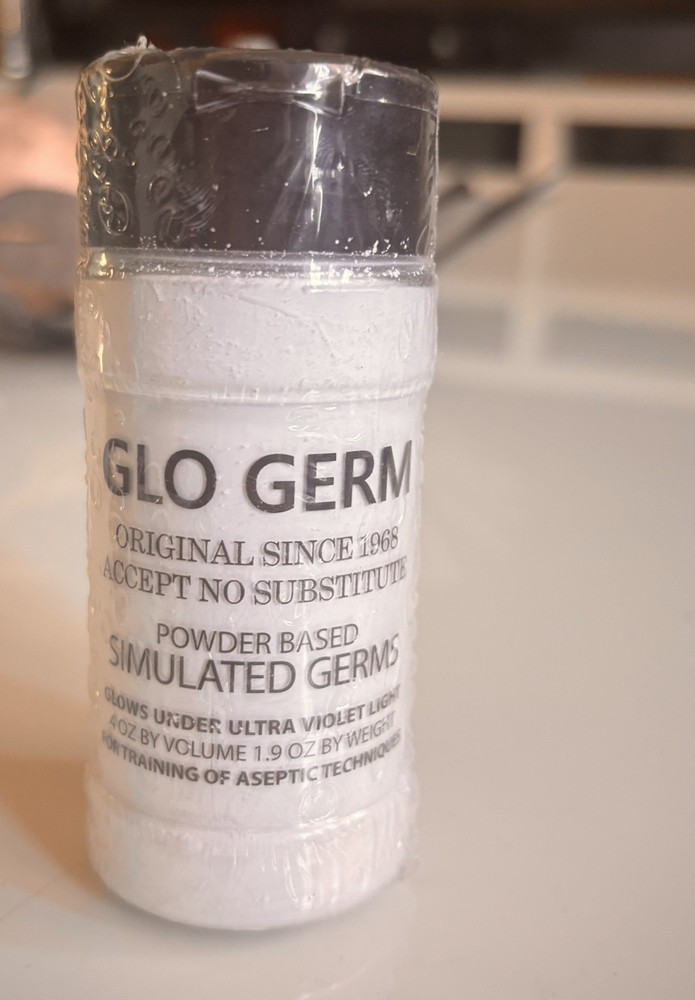 GLO GERM
ORIGINAL SINCE 1968
ACCEPT NO SUBSTITUTE
POWDER BASED
SIMULATED GERMS
GLOWS UNDER ULTRA VIOLET LIGHT
4 OZ BY VOLUME 1.9 OZ BY WEIGHT
FOR TRAINING OF ASEPTIC TECHNIQUES